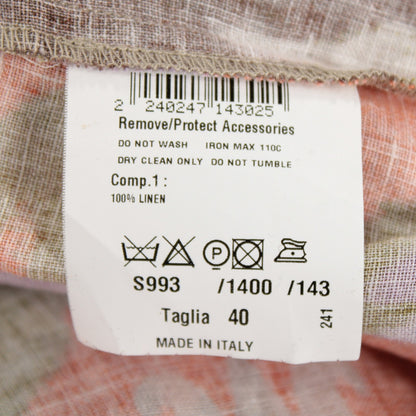 2 240247 143025
Remove/Protect Accessories
DO NOT WASH IRON MAX 110C
DRY CLEAN ONLY DO NOT TUMBLE
Comp.1 :
100% LINEN
P
S993 /1400 /143
Taglia 40
241
MADE IN ITALY